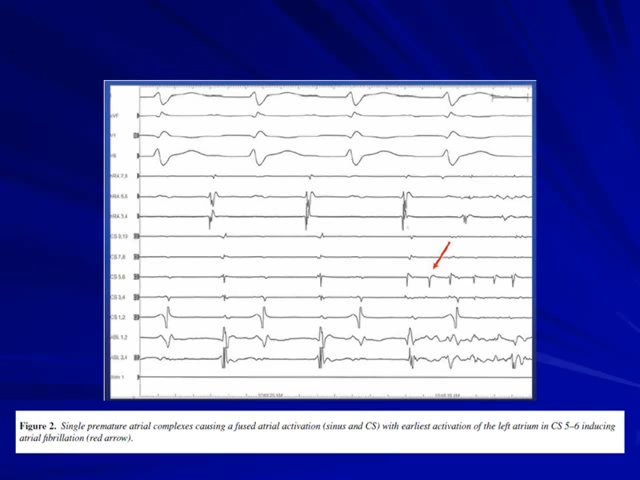 aVF
V1
V6
HRA 7,8
HRA 5,6
HRA 3,4
CS 9,10
CS 7,8
CS 5,6
CS 3,4
CS 1,2
ABL 1,2
ABL 3,4
Stim 1
Figure 2. Single premature atrial complexes causing a fused atrial activation (sinus and CS) with earliest activation of the left atrium in CS 5–6 inducing
atrial fibrillation (red arrow).